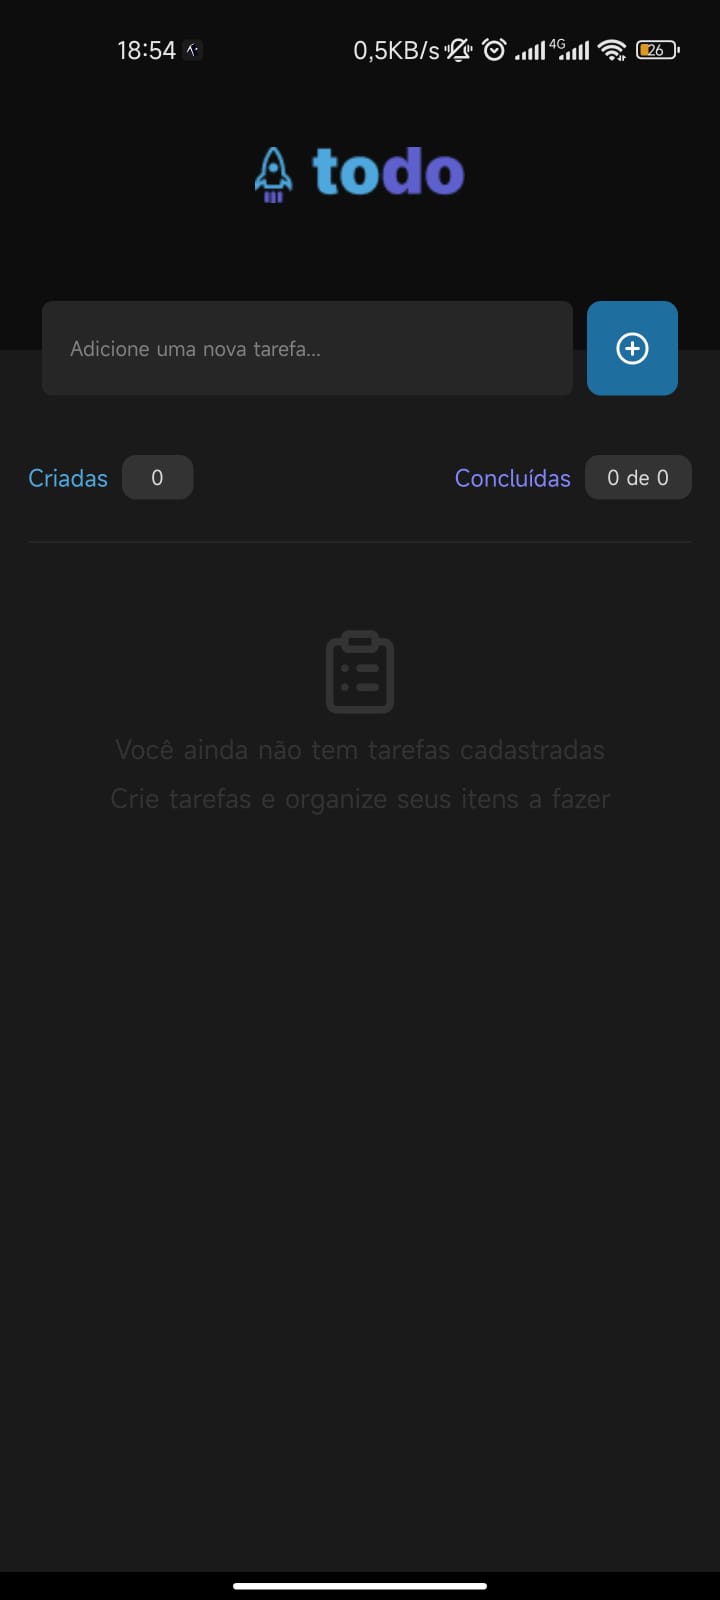 18:54 0,5KB/s 4G 26
todo
Adicione uma nova tarefa...
Criadas 0 Concluídas 0 de 0
Você ainda não tem tarefas cadastradas
Crie tarefas e organize seus itens a fazer